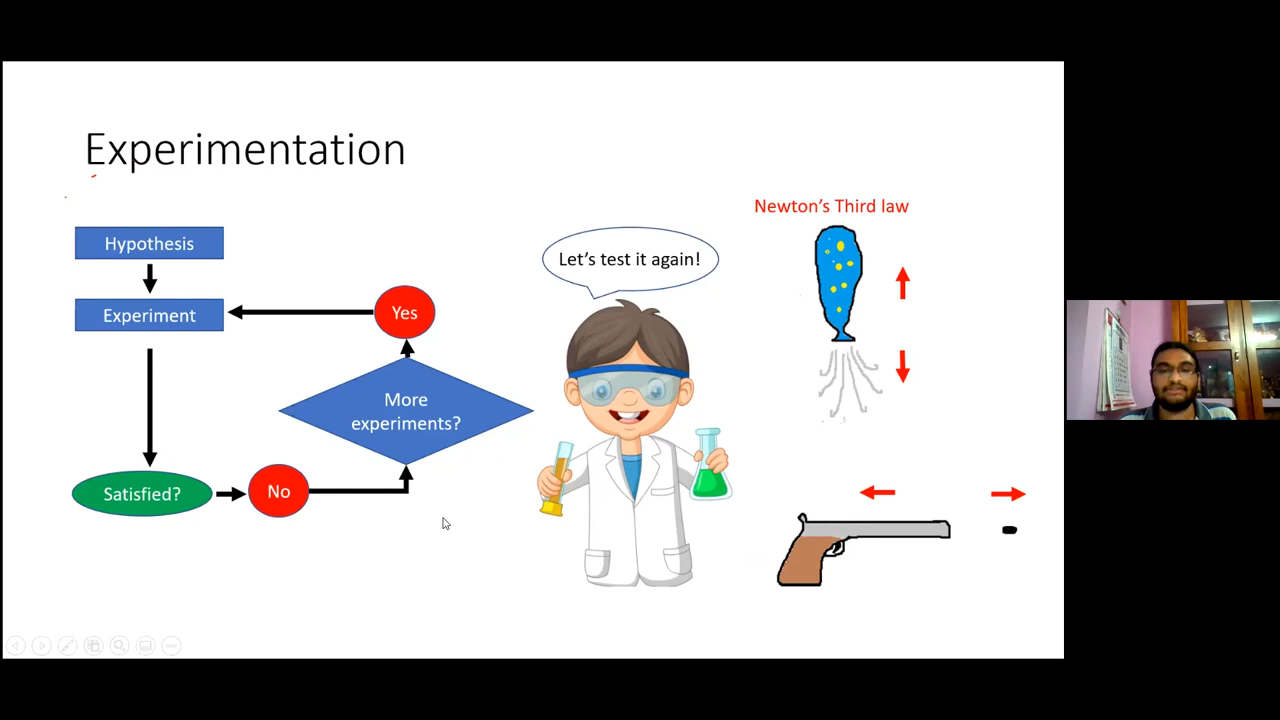 Experimentation
Hypothesis
Experiment
Satisfied?
No
More
experiments?
Yes
Let's test it again!
Newton's Third law